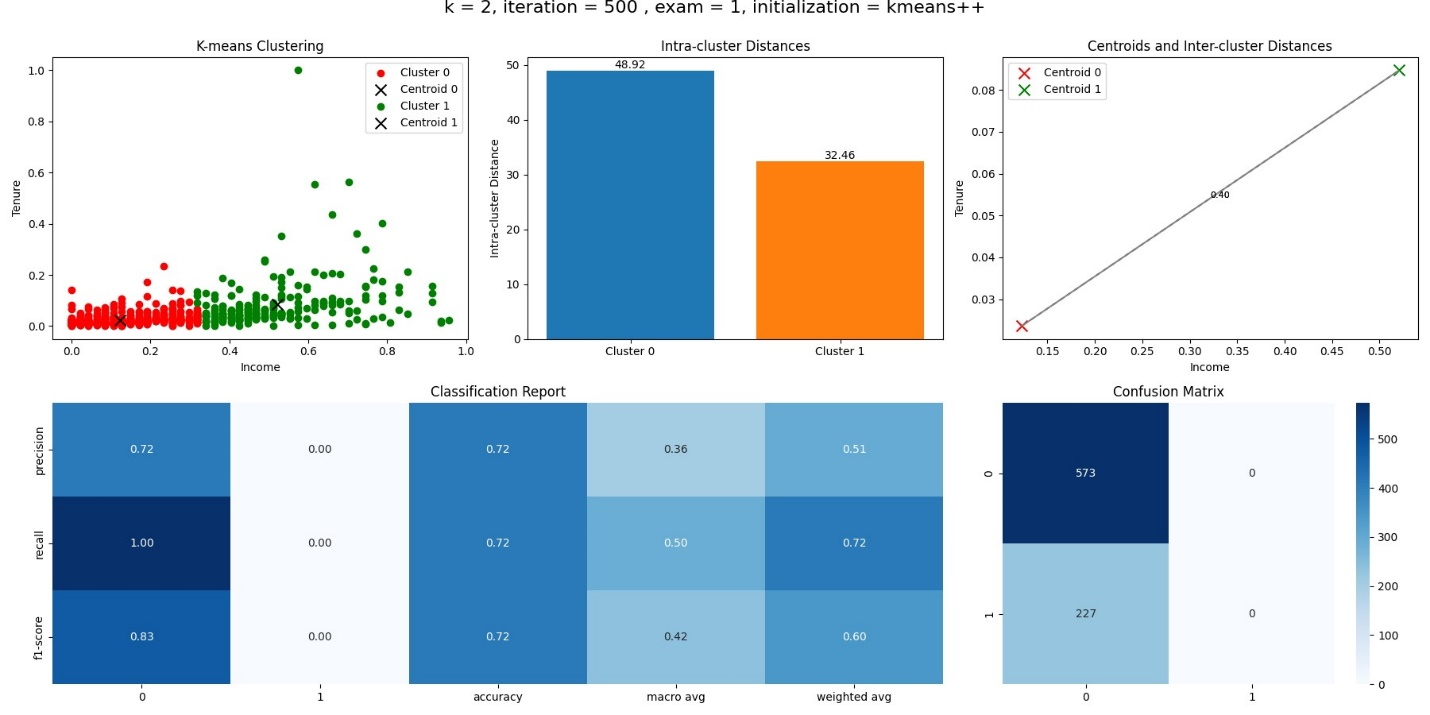 k = 2, iteration = 500 , exam = 1, initialization = kmeans++
K-means Clustering
1.0
0.8
0.6
0.4
0.2
0.0
Tenure
0.0 0.2 0.4 0.6 0.8 1.0
Income
Cluster 0
Centroid 0
Cluster 1
Centroid 1
Intra-cluster Distances
50
40
30
20
10
0
Intra-cluster Distance
48.92
32.46
Cluster 0 Cluster 1
Centroids and Inter-cluster Distances
Centroid 0
Centroid 1
0.08
0.07
0.06
0.05
0.04
0.03
Tenure
0.40
0.15 0.20 0.25 0.30 0.35 0.40 0.45 0.50
Income
Classification Report
precision 0.72 0.00 0.72 0.36 0.51
recall 1.00 0.00 0.72 0.50 0.72
f1-score 0.83 0.00 0.72 0.42 0.60
0 1 accuracy macro avg weighted avg
Confusion Matrix
0 573 0
1 227 0
0 1
500
400
300
200
100
0